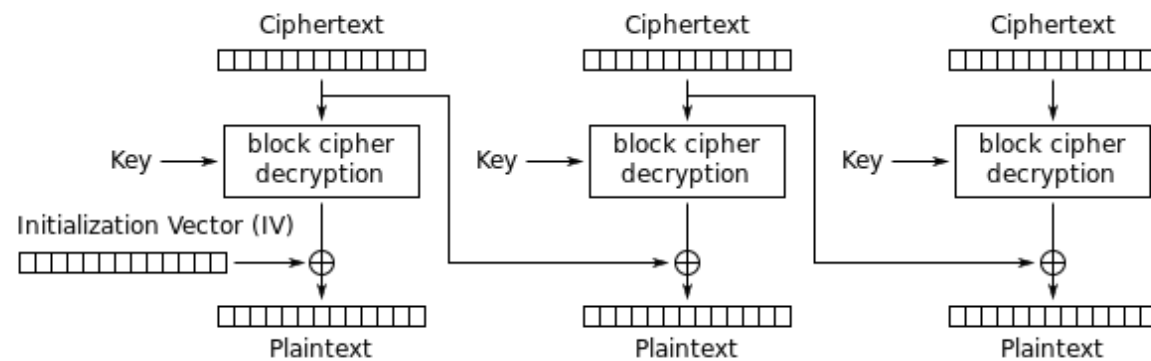 Ciphertext
Ciphertext
Ciphertext
Key
block cipher
decryption
Key
block cipher
decryption
Key
block cipher
decryption
Initialization Vector (IV)
Plaintext
Plaintext
Plaintext